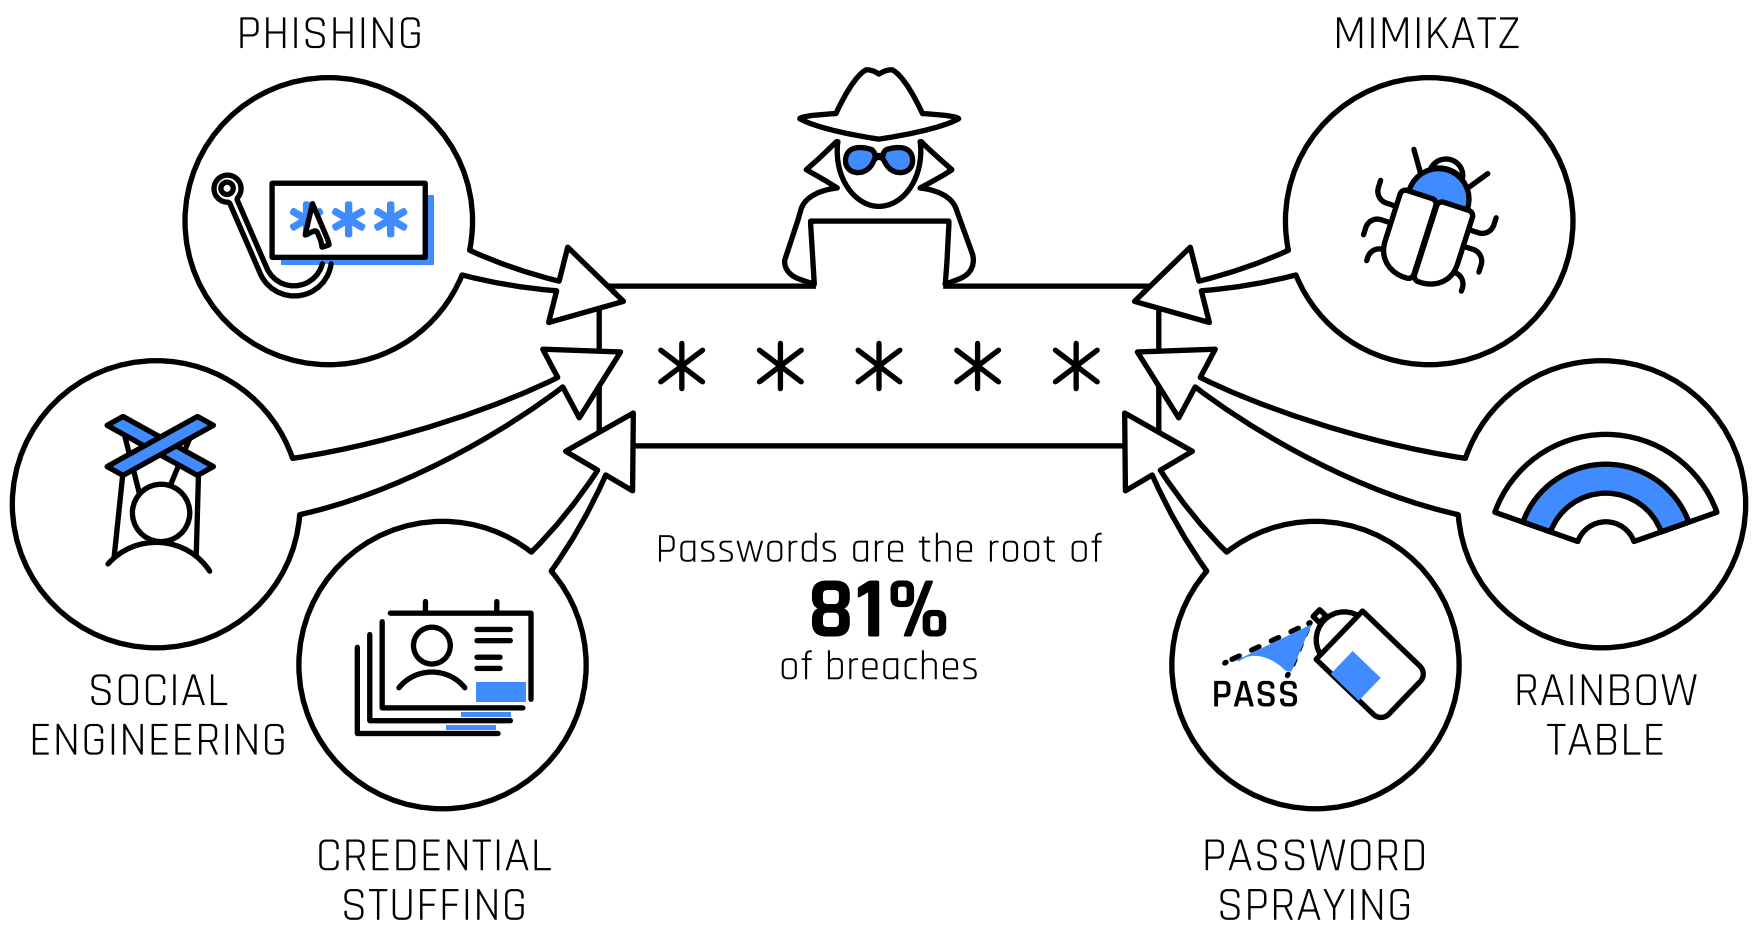 PHISHING
MIMIKATZ
* * *
* * * * *
Passwords are the root of
81%
of breaches
PASS
SOCIAL
ENGINEERING
RAINBOW
TABLE
CREDENTIAL
STUFFING
PASSWORD
SPRAYING